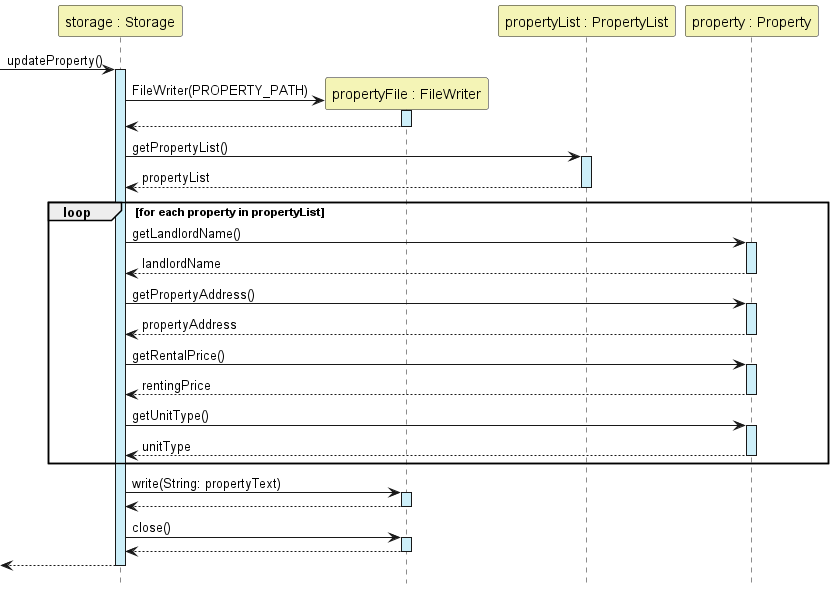 storage : Storage
propertyList : PropertyList
property : Property
updateProperty()
FileWriter(PROPERTY_PATH)
propertyFile : FileWriter
getPropertyList()
propertyList
loop
[for each property in propertyList]
getLandlordName()
landlordName
getPropertyAddress()
propertyAddress
getRentalPrice()
rentingPrice
getUnitType()
unitType
write(String: propertyText)
close()